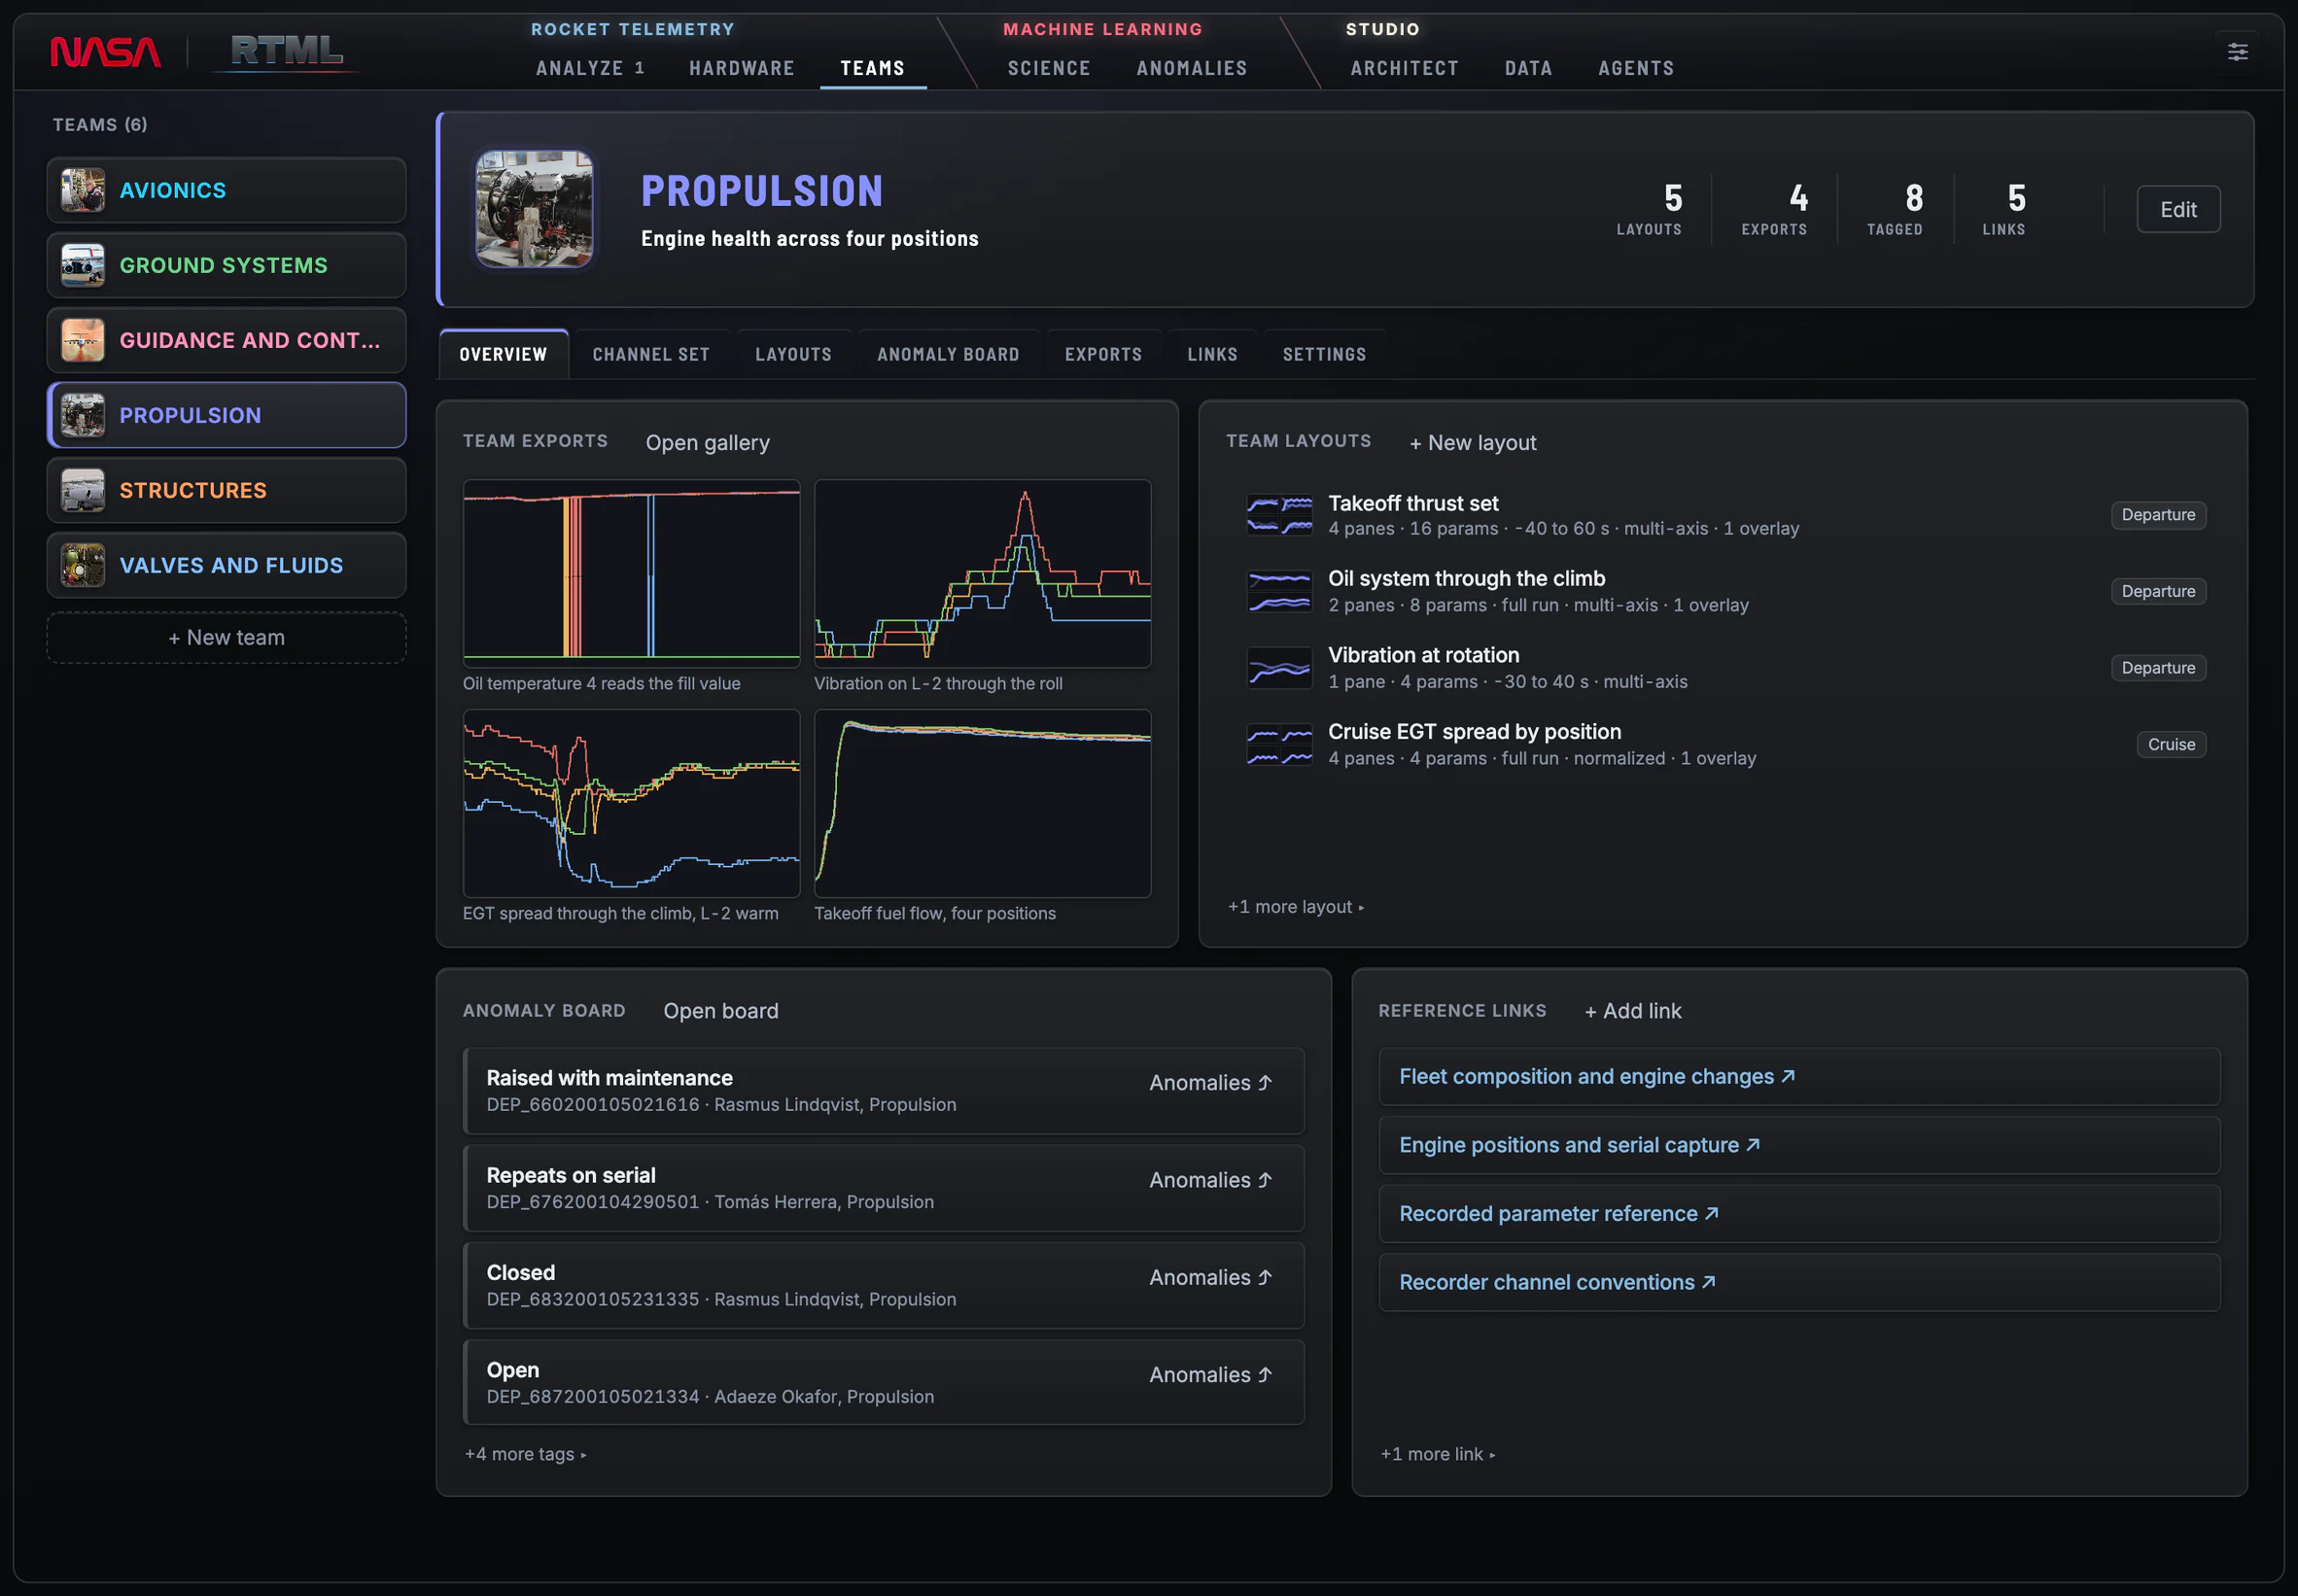 NASA
RTML
ROCKET TELEMETRY
ANALYZE 1
HARDWARE
TEAMS
MACHINE LEARNING
SCIENCE
ANOMALIES
STUDIO
ARCHITECT
DATA
AGENTS
TEAMS (6)
AVIONICS
GROUND SYSTEMS
GUIDANCE AND CONT...
PROPULSION
STRUCTURES
VALVES AND FLUIDS
+ New team
PROPULSION
Engine health across four positions
5
LAYOUTS
4
EXPORTS
8
TAGGED
5
LINKS
Edit
OVERVIEW
CHANNEL SET
LAYOUTS
ANOMALY BOARD
EXPORTS
LINKS
SETTINGS
TEAM EXPORTS
Open gallery
Oil temperature 4 reads the fill value
Vibration on L-2 through the roll
EGT spread through the climb, L-2 warm
Takeoff fuel flow, four positions
TEAM LAYOUTS
+ New layout
Takeoff thrust set
4 panes · 16 params · -40 to 60 s · multi-axis · 1 overlay
Departure
Oil system through the climb
2 panes · 8 params · full run · multi-axis · 1 overlay
Departure
Vibration at rotation
1 pane · 4 params · -30 to 40 s · multi-axis
Departure
Cruise EGT spread by position
4 panes · 4 params · full run · normalized · 1 overlay
Cruise
+1 more layout ▸
ANOMALY BOARD
Open board
Raised with maintenance
DEP_660200105021616 · Rasmus Lindqvist, Propulsion
Anomalies ⤴
Repeats on serial
DEP_676200104290501 · Tomás Herrera, Propulsion
Anomalies ⤴
Closed
DEP_683200105231335 · Rasmus Lindqvist, Propulsion
Anomalies ⤴
Open
DEP_687200105021334 · Adaeze Okafor, Propulsion
Anomalies ⤴
+4 more tags ▸
REFERENCE LINKS
+ Add link
Fleet composition and engine changes ↗
Engine positions and serial capture ↗
Recorded parameter reference ↗
Recorder channel conventions ↗
+1 more link ▸